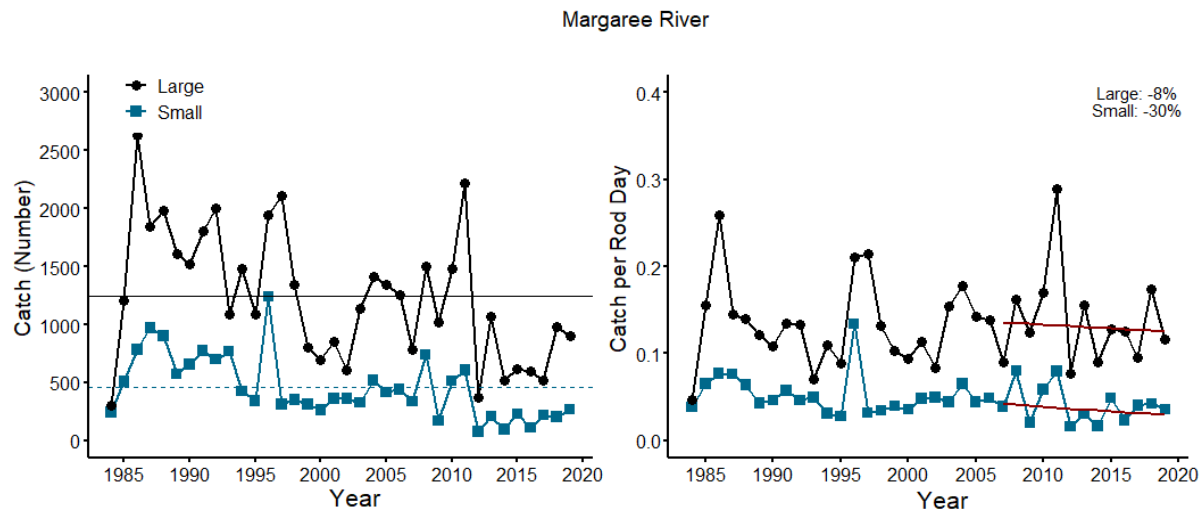 Margaree River
Large
Small
3000
2500
2000
1500
1000
500
0
Catch (Number)
1985 1990 1995 2000 2005 2010 2015 2020
Year
Large: -8%
Small: -30%
0.4
0.3
0.2
0.1
0.0
Catch per Rod Day
1985 1990 1995 2000 2005 2010 2015 2020
Year